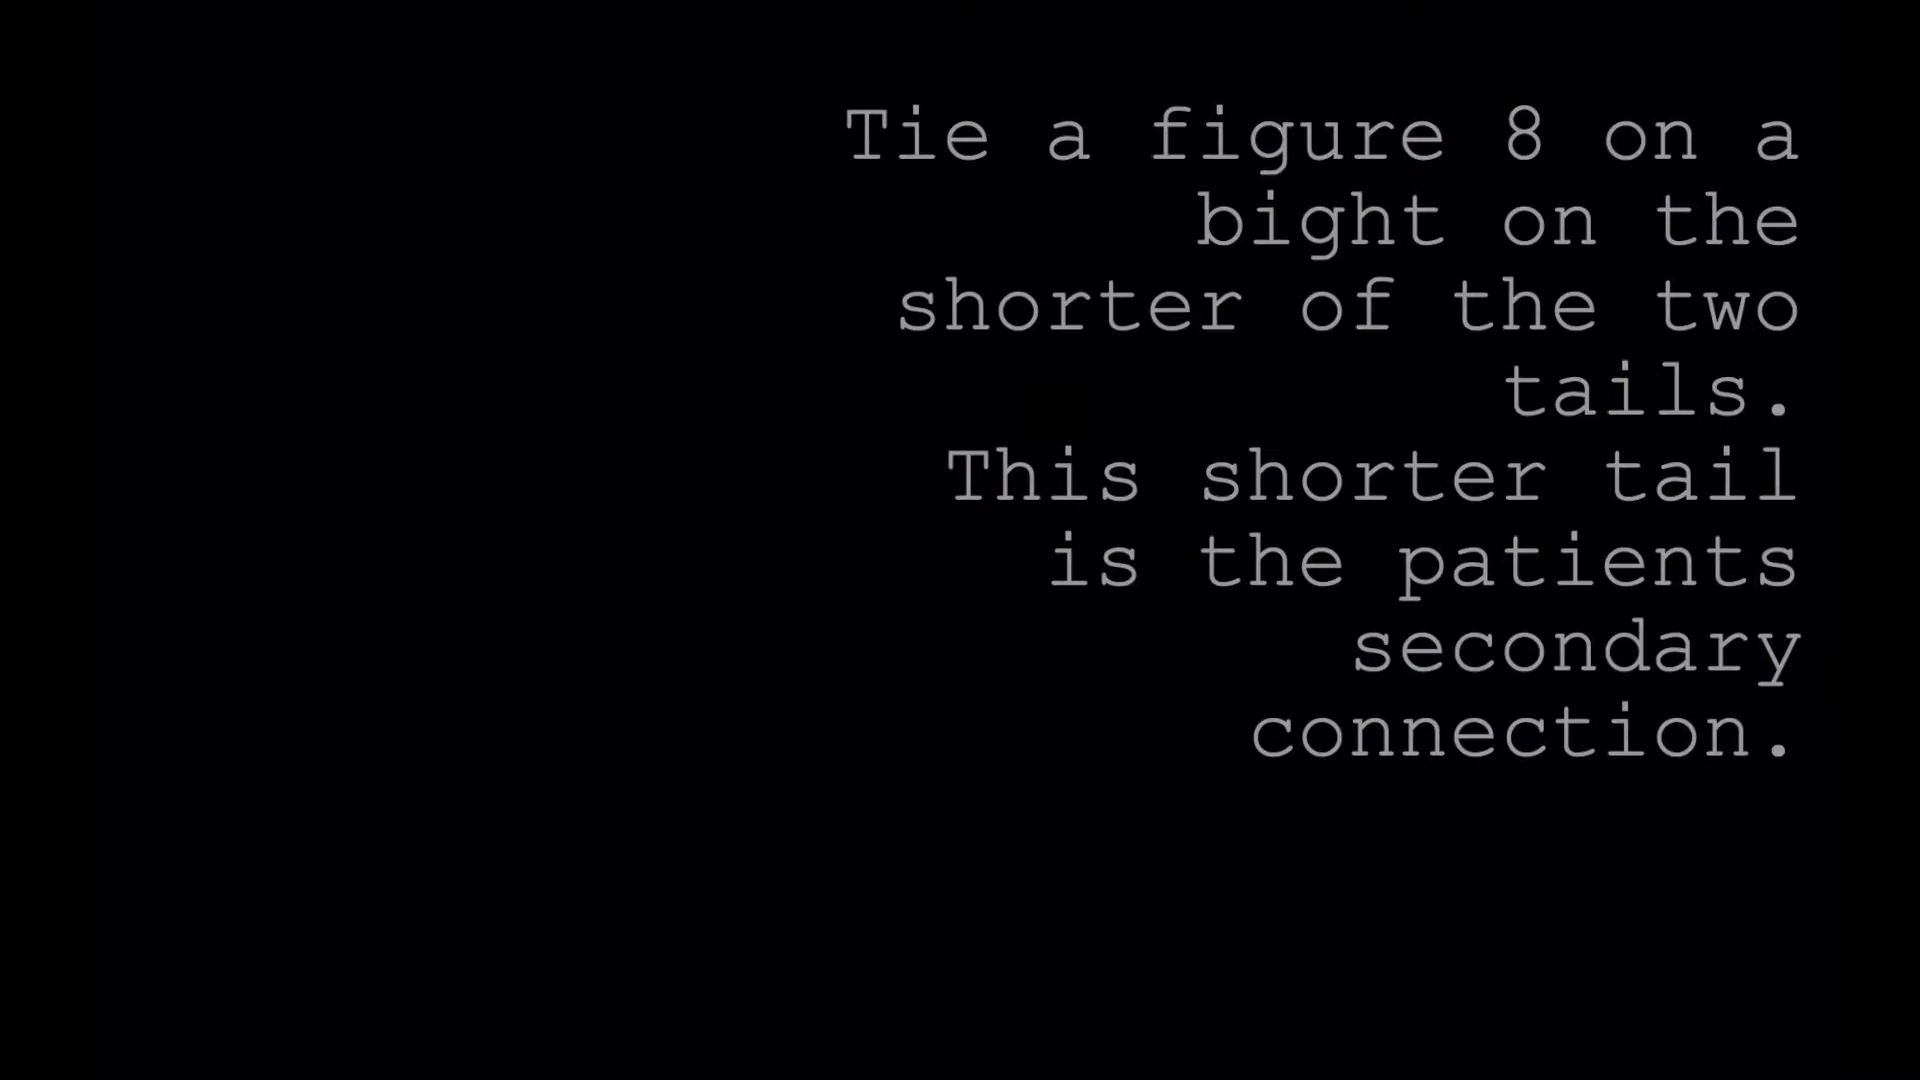 Tie a figure 8 on a
bight on the
shorter of the two
tails.
This shorter tail
is the patients
secondary
connection.